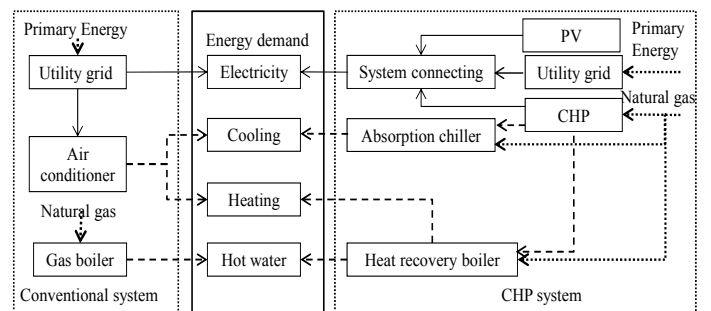 Primary Energy
Utility grid
Air
conditioner
Natural gas
Gas boiler
Conventional system
Energy demand
Electricity
Cooling
Heating
Hot water
PV
Primary
Energy
System connecting
Utility grid
Natural gas
CHP
Absorption chiller
Heat recovery boiler
CHP system